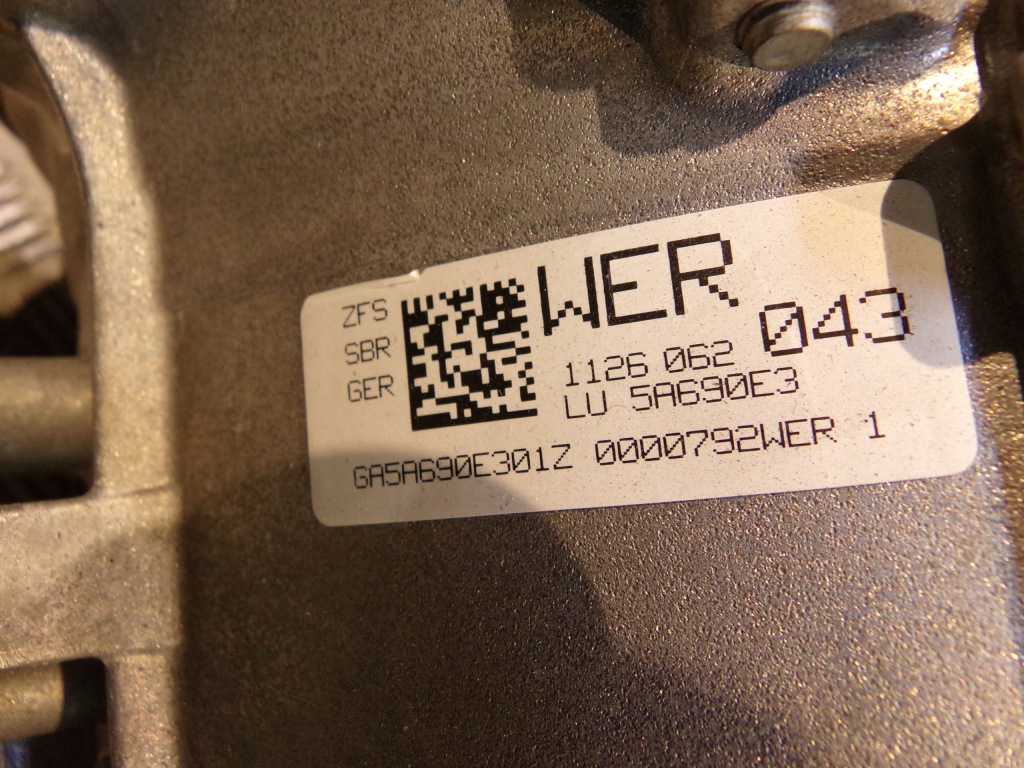 ZFS
SBR
GER
WER
043
1126 062
LU 5A690E3
GA5A690E301Z 0000792WER 1